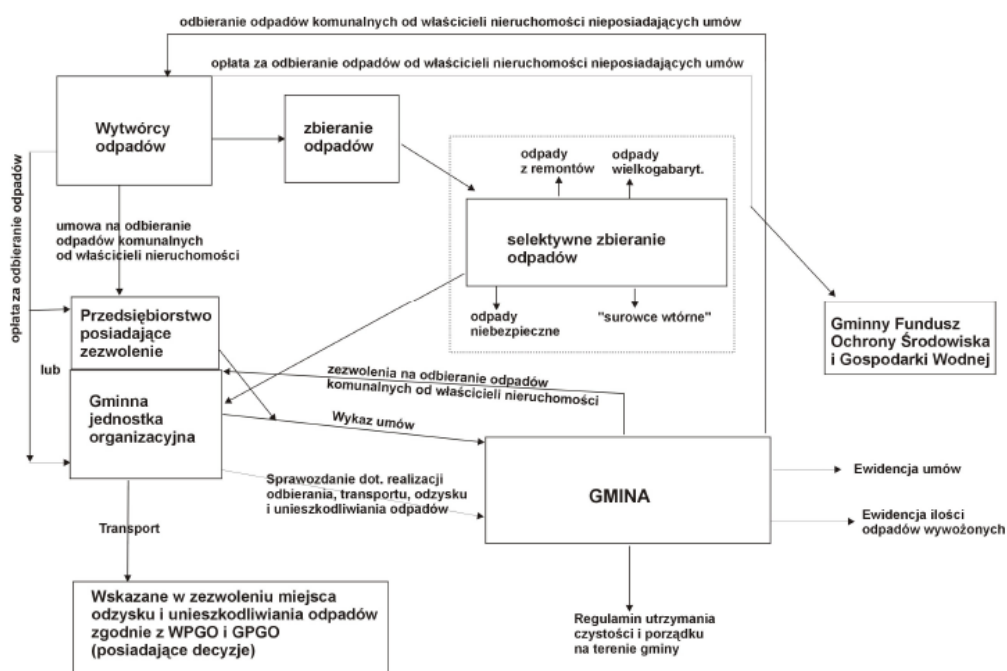 odbieranie odpadów komunalnych od właścicieli nieruchomości nieposiadających umów
opłata za odbieranie odpadów od właścicieli nieruchomości nieposiadających umów
Wytwórcy
odpadów
zbieranie
odpadów
odpady
z remontów
odpady
wielkogabaryt.
selektywne zbieranie
odpadów
odpady
niebezpieczne
"surowce wtórne"
opłata za odbieranie odpadów
umowa na odbieranie
odpadów komunalnych
od właścicieli nieruchomości
Przedsiębiorstwo
posiadające
zezwolenie
lub
Gminna
jednostka
organizacyjna
Gminny Fundusz
Ochrony Środowiska
i Gospodarki Wodnej
zezwolenia na odbieranie odpadów
komunalnych od właścicieli nieruchomości
Wykaz umów
Sprawozdanie dot. realizacji
odbierania, transportu, odzysku
i unieszkodliwiania odpadów
GMINA
Ewidencja umów
Ewidencja ilości
odpadów wywożonych
Transport
Wskazane w zezwoleniu miejsca
odzysku i unieszkodliwiania odpadów
zgodnie z WPGO i GPGO
(posiadające decyzje)
Regulamin utrzymania
czystości i porządku
na terenie gminy